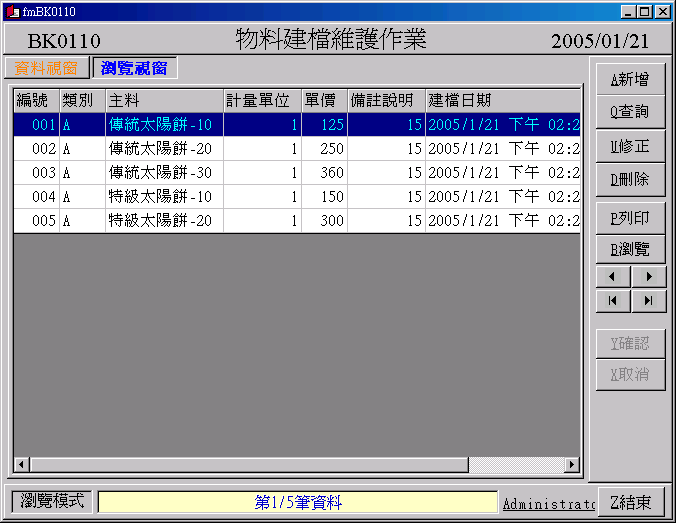 fmBK0110
BK0110 物料建檔維護作業 2005/01/21
資料視窗 瀏覽視窗
編號 類別 主料 計量單位 單價 備註說明 建檔日期
001 A 傳統太陽餅-10 1 125 15 2005/1/21 下午 02:2
002 A 傳統太陽餅-20 1 250 15 2005/1/21 下午 02:2
003 A 傳統太陽餅-30 1 360 15 2005/1/21 下午 02:2
004 A 特級太陽餅-10 1 150 15 2005/1/21 下午 02:2
005 A 特級太陽餅-20 1 300 15 2005/1/21 下午 02:2
A新增
Q查詢
U修正
D刪除
P列印
B瀏覽
Y確認
X取消
瀏覽模式 第1/5筆資料 Administrato Z結束